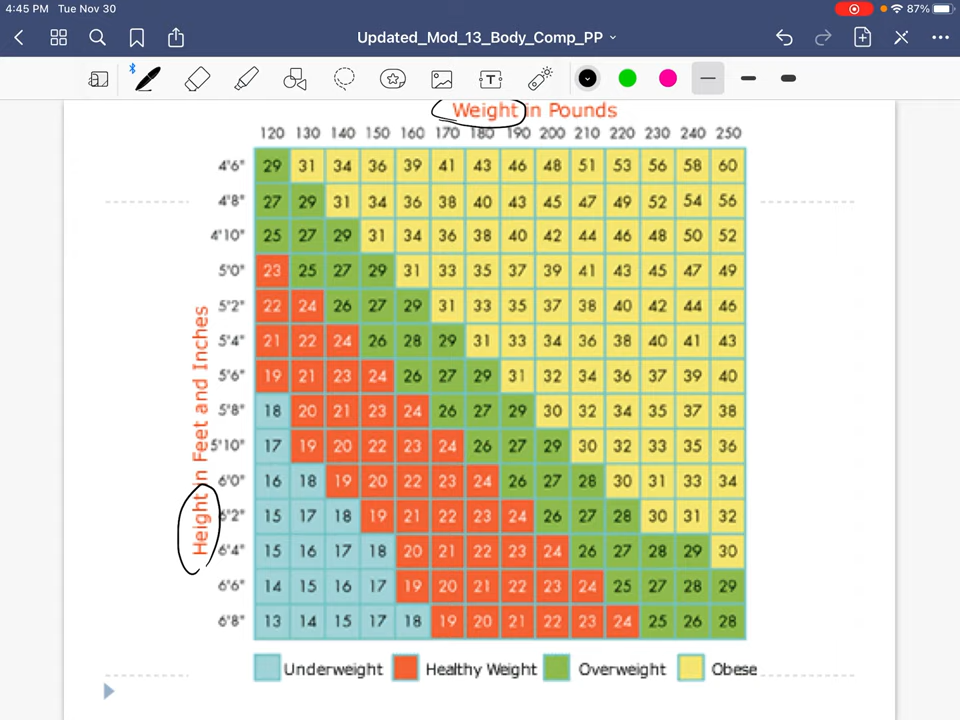 4:45 PM Tue Nov 30 87%
Updated_Mod_13_Body_Comp_PP
T
Weight in Pounds
120 130 140 150 160 170 180 190 200 210 220 230 240 250
4'6" 29 31 34 36 39 41 43 46 48 51 53 56 58 60
4'8" 27 29 31 34 36 38 40 43 45 47 49 52 54 56
4'10" 25 27 29 31 34 36 38 40 42 44 46 48 50 52
5'0" 23 25 27 29 31 33 35 37 39 41 43 45 47 49
5'2" 22 24 26 27 29 31 33 35 37 38 40 42 44 46
5'4" 21 22 24 26 28 29 31 33 34 36 38 40 41 43
5'6" 19 21 23 24 26 27 29 31 32 34 36 37 39 40
5'8" 18 20 21 23 24 26 27 29 30 32 34 35 37 38
5'10" 17 19 20 22 23 24 26 27 29 30 32 33 35 36
6'0" 16 18 19 20 22 23 24 26 27 28 30 31 33 34
6'2" 15 17 18 19 21 22 23 24 26 27 28 30 31 32
6'4" 15 16 17 18 20 21 22 23 24 26 27 28 29 30
6'6" 14 15 16 17 19 20 21 22 23 24 25 27 28 29
6'8" 13 14 15 17 18 19 20 21 22 23 24 25 26 28
Height in Feet and Inches
Underweight Healthy Weight Overweight Obese